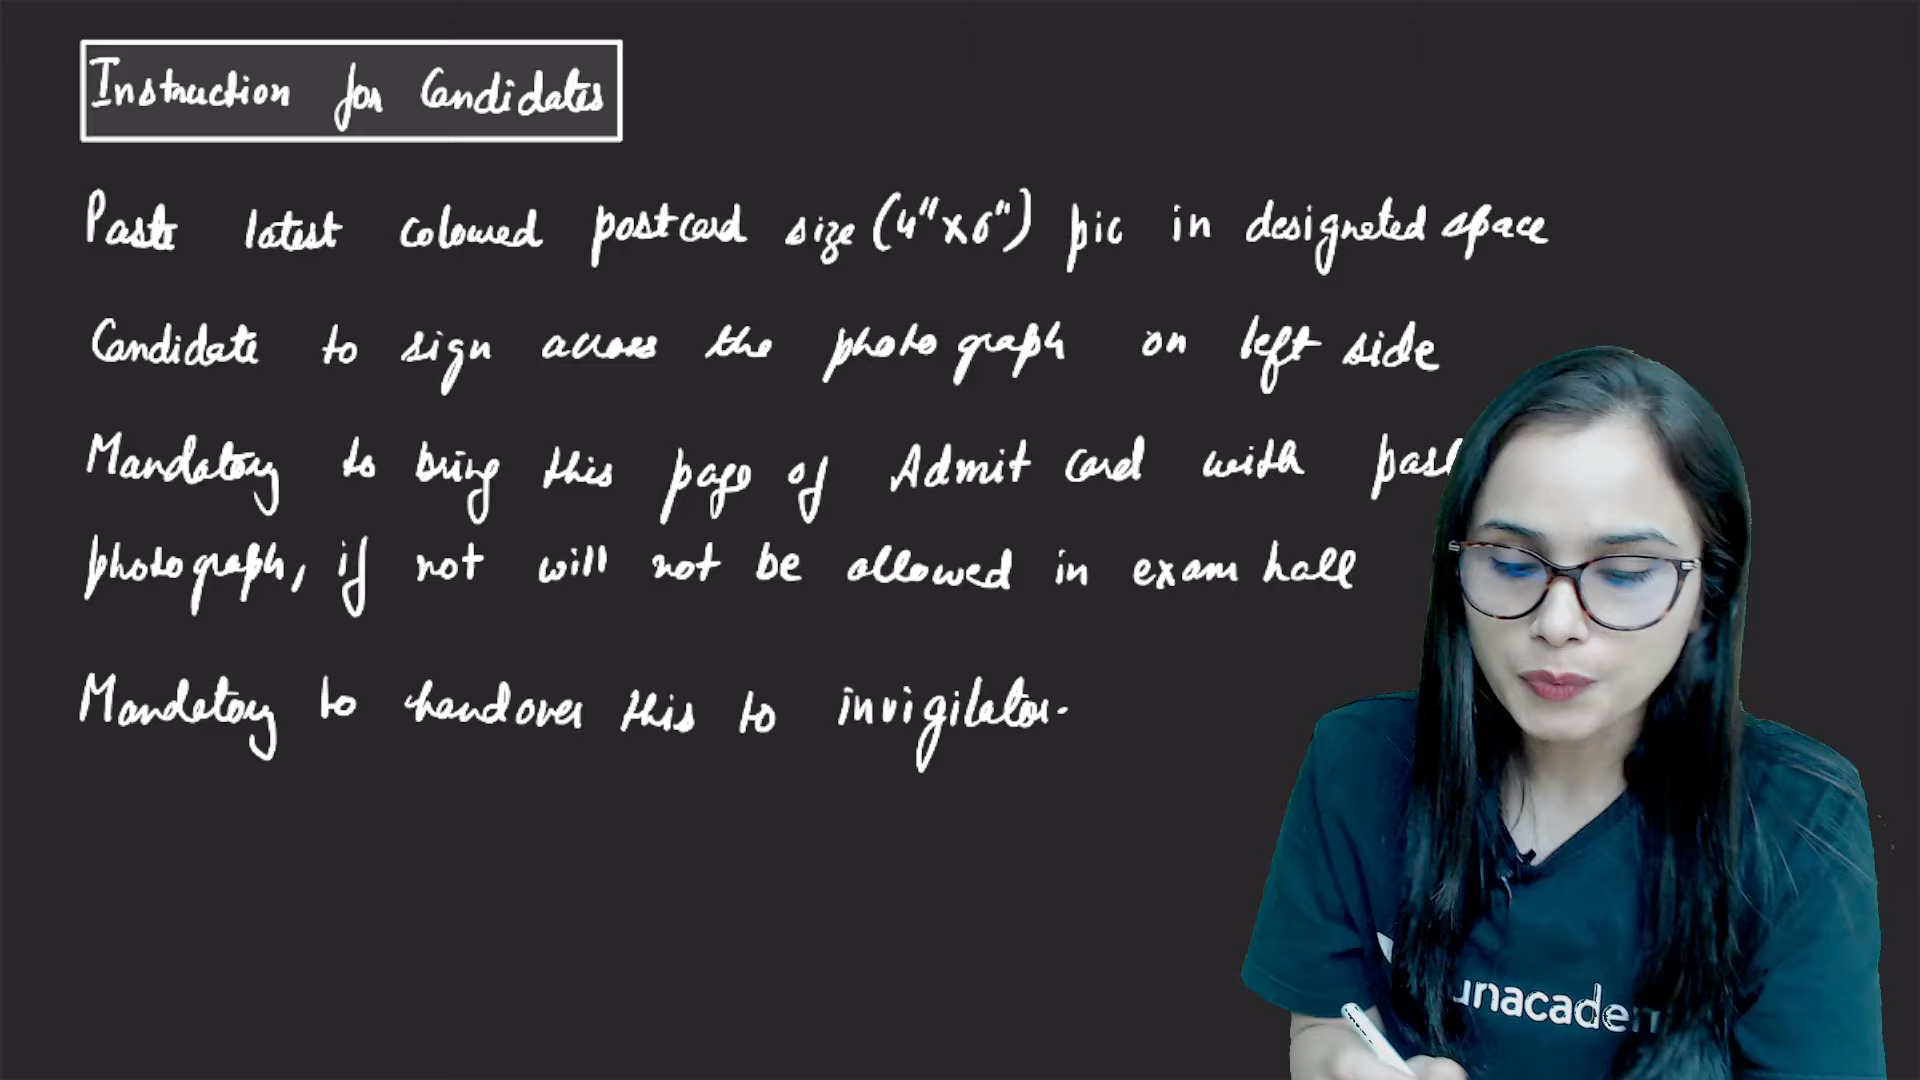 Instruction for Candidates
Paste latest coloured postcard size (4"x6") pic in designated space
Candidate to sign across the photograph on left side
Mandatory to bring this page of Admit card with past
photograph, if not will not be allowed in exam hall
Mandatory to handover this to invigilator.
unacadem